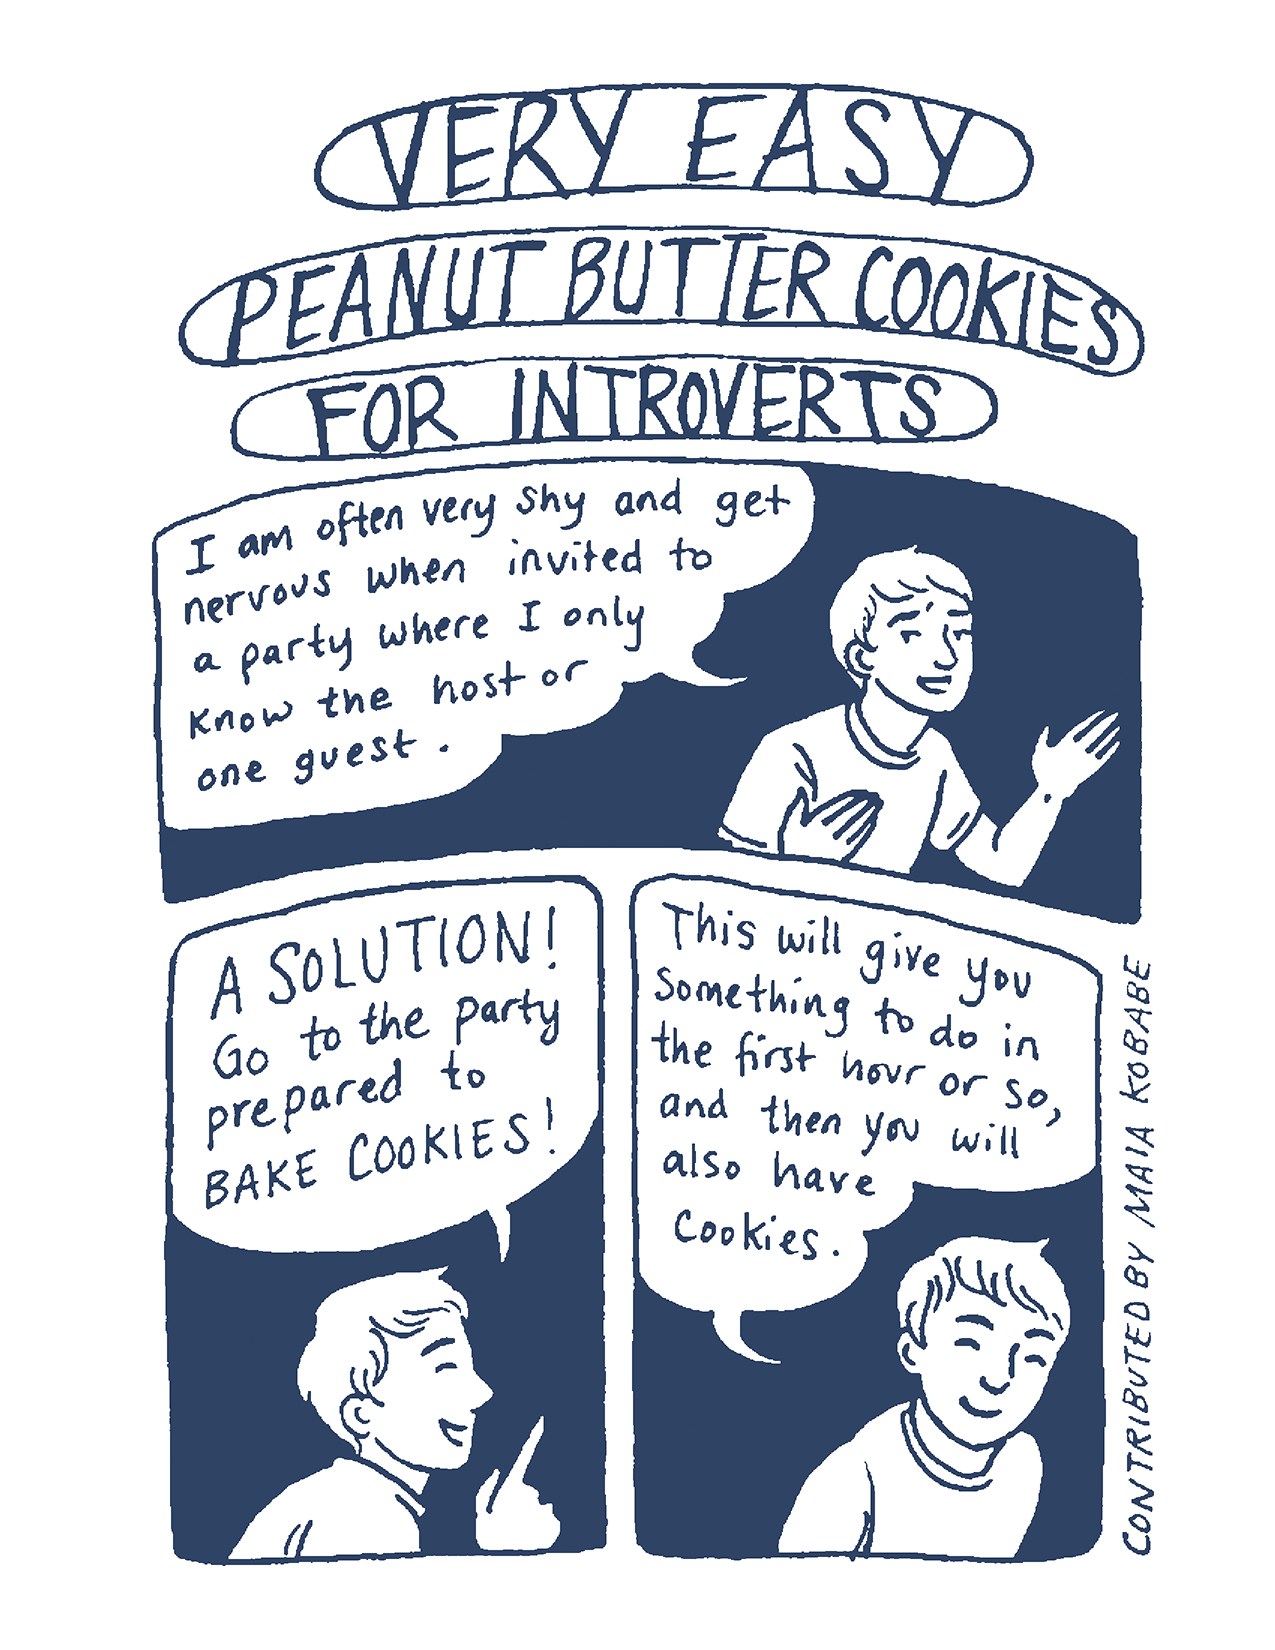 VERY EASY
PEANUT BUTTER COOKIES
FOR INTROVERTS
I am often very shy and get
nervous when invited to
a party where I only
know the host or
one guest.
A SOLUTION!
Go to the party
prepared to
BAKE COOKIES!
This will give you
something to do in
the first hour or so,
and then you will
also have
cookies.
CONTRIBUTED BY MAIA KOBABE